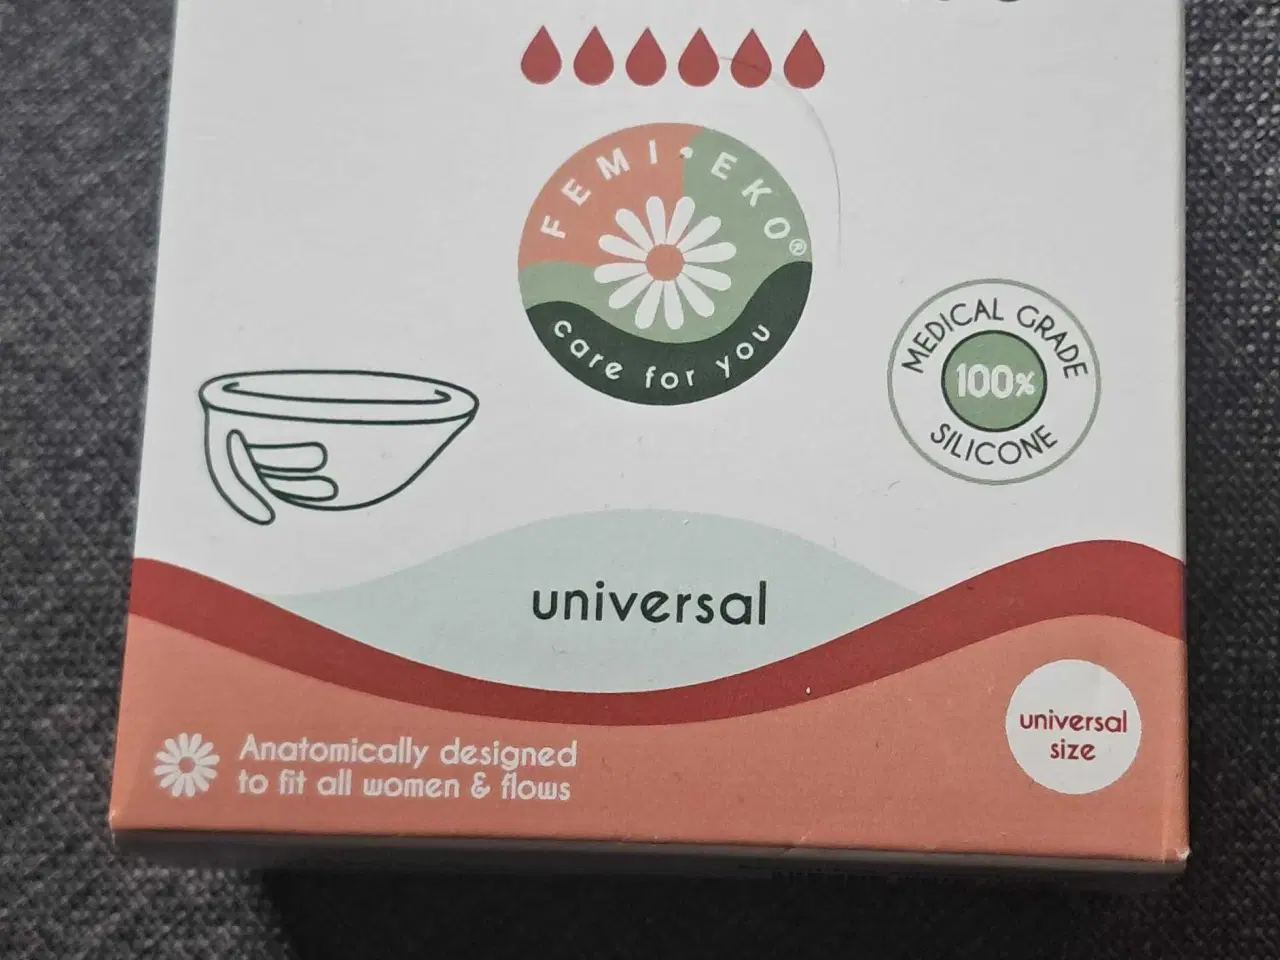 FEMI•EKO®
care for you
MEDICAL GRADE
100%
SILICONE
universal
universal
size
Anatomically designed
to fit all women & flows